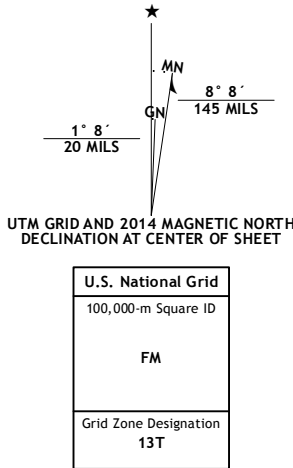 MN
GN
8° 8´
145 MILS
1° 8´
20 MILS
UTM GRID AND 2014 MAGNETIC NORTH
DECLINATION AT CENTER OF SHEET
U.S. National Grid
100,000-m Square ID
FM
Grid Zone Designation
13T